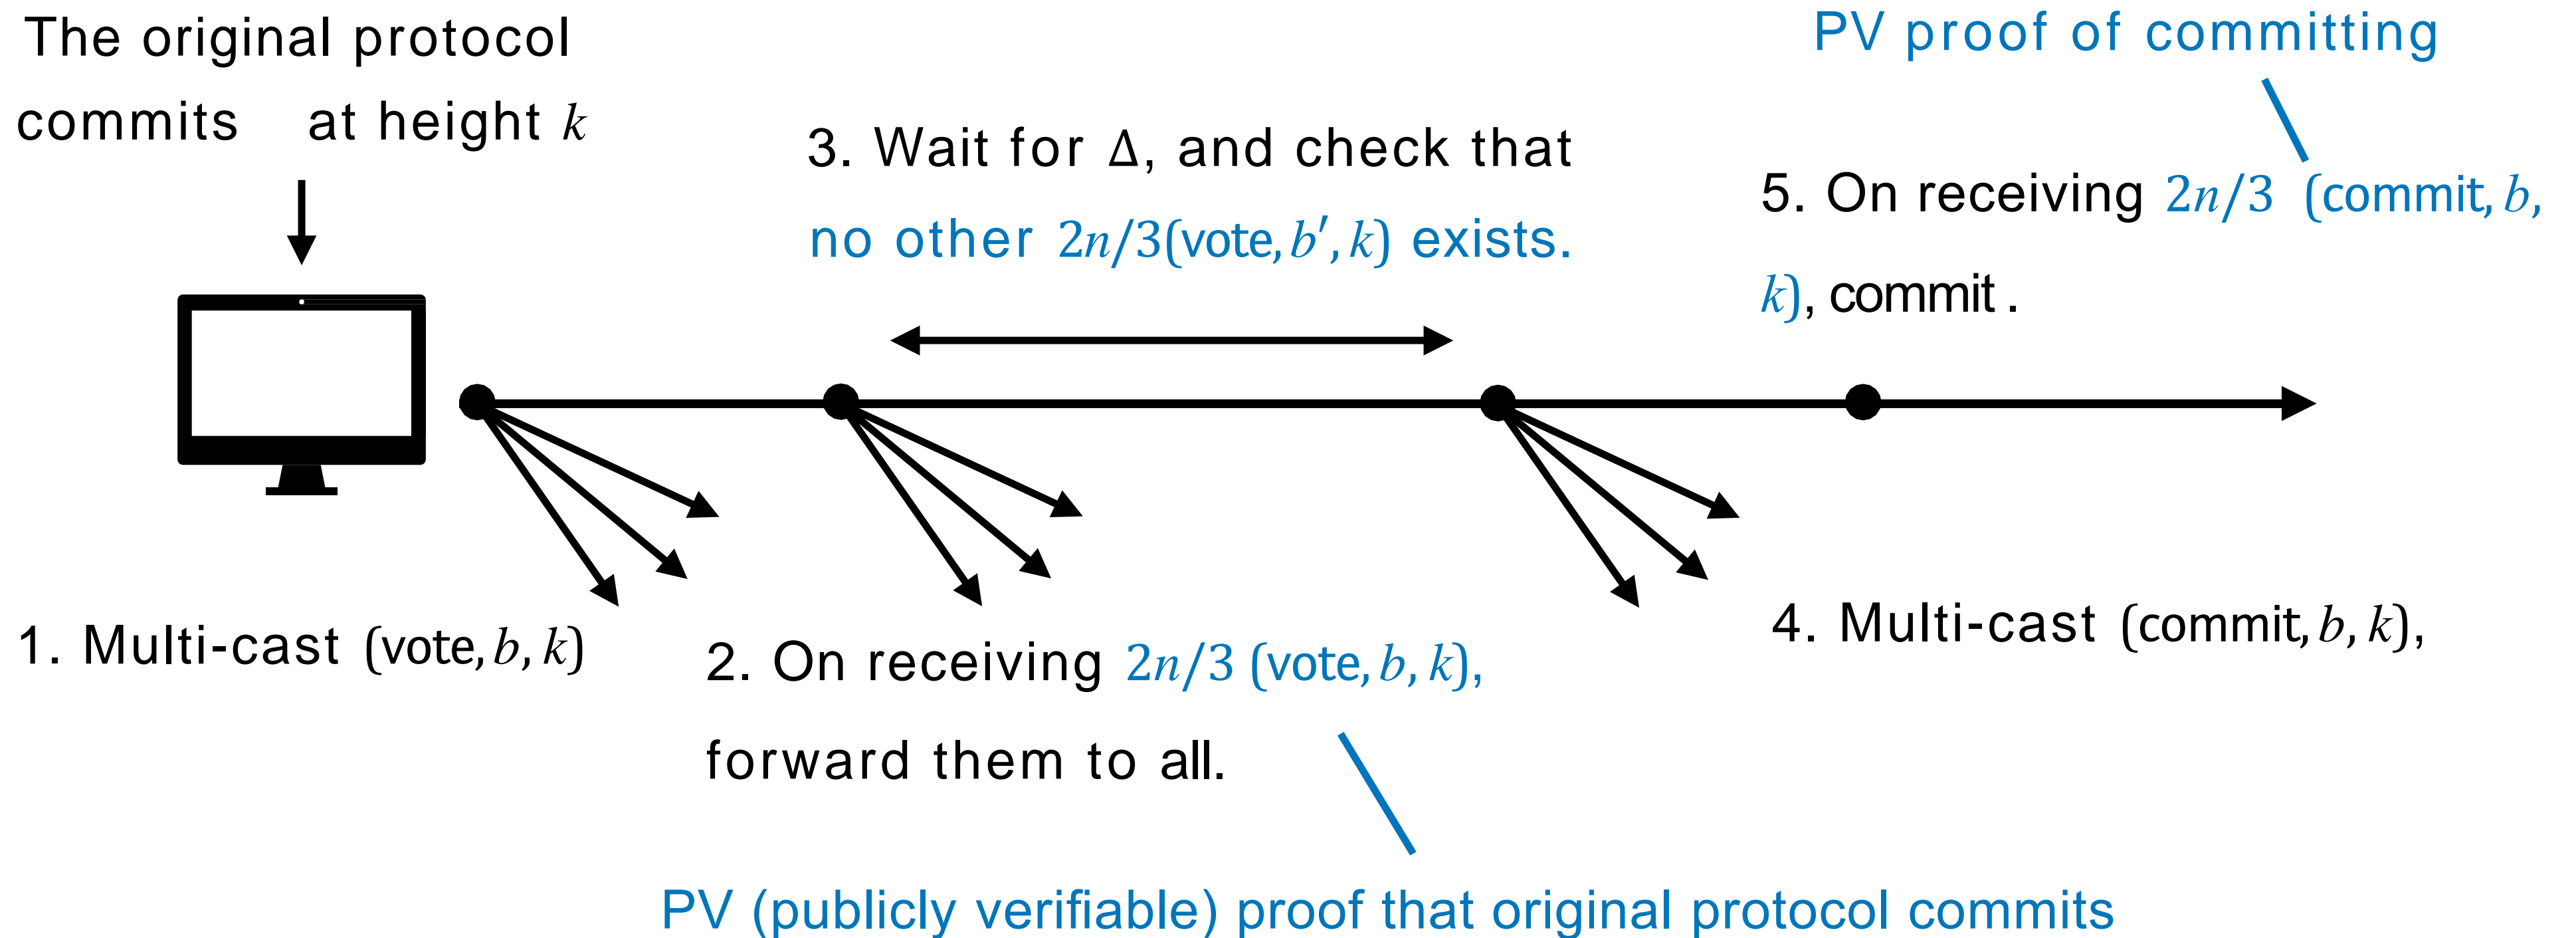 The original protocol
commits at height k
PV proof of committing
3. Wait for Δ, and check that
no other 2n/3(vote, b′, k) exists.
5. On receiving 2n/3 (commit, b,
k), commit .
1. Multi-cast (vote, b, k)
2. On receiving 2n/3 (vote, b, k),
forward them to all.
4. Multi-cast (commit, b, k),
PV (publicly verifiable) proof that original protocol commits